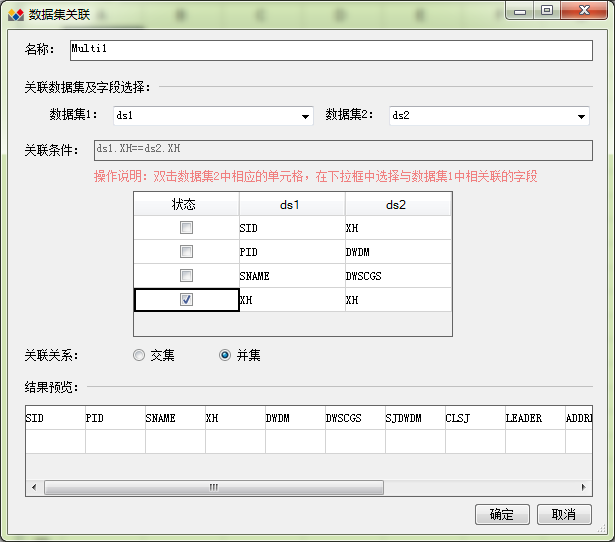 数据集关联
名称： Multi1
关联数据集及字段选择：
数据集1： ds1 数据集2： ds2
关联条件： ds1.XH==ds2.XH
操作说明：双击数据集2中相应的单元格，在下拉框中选择与数据集1中相关联的字段
状态 ds1 ds2
SID XH
PID DWDM
SNAME DWSCGS
XH XH
关联关系： 交集 并集
结果预览：
SID PID SNAME XH DWDM DWSCGS SJDWDM CLSJ LEADER ADDRE
确定 取消